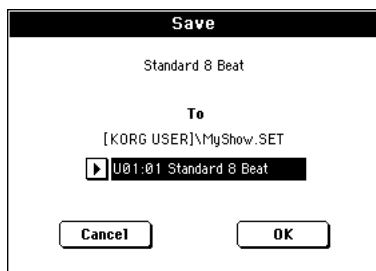 Save
Standard 8 Beat
To
[KORG USER]\MyShow.SET
U01:01 Standard 8 Beat
Cancel OK